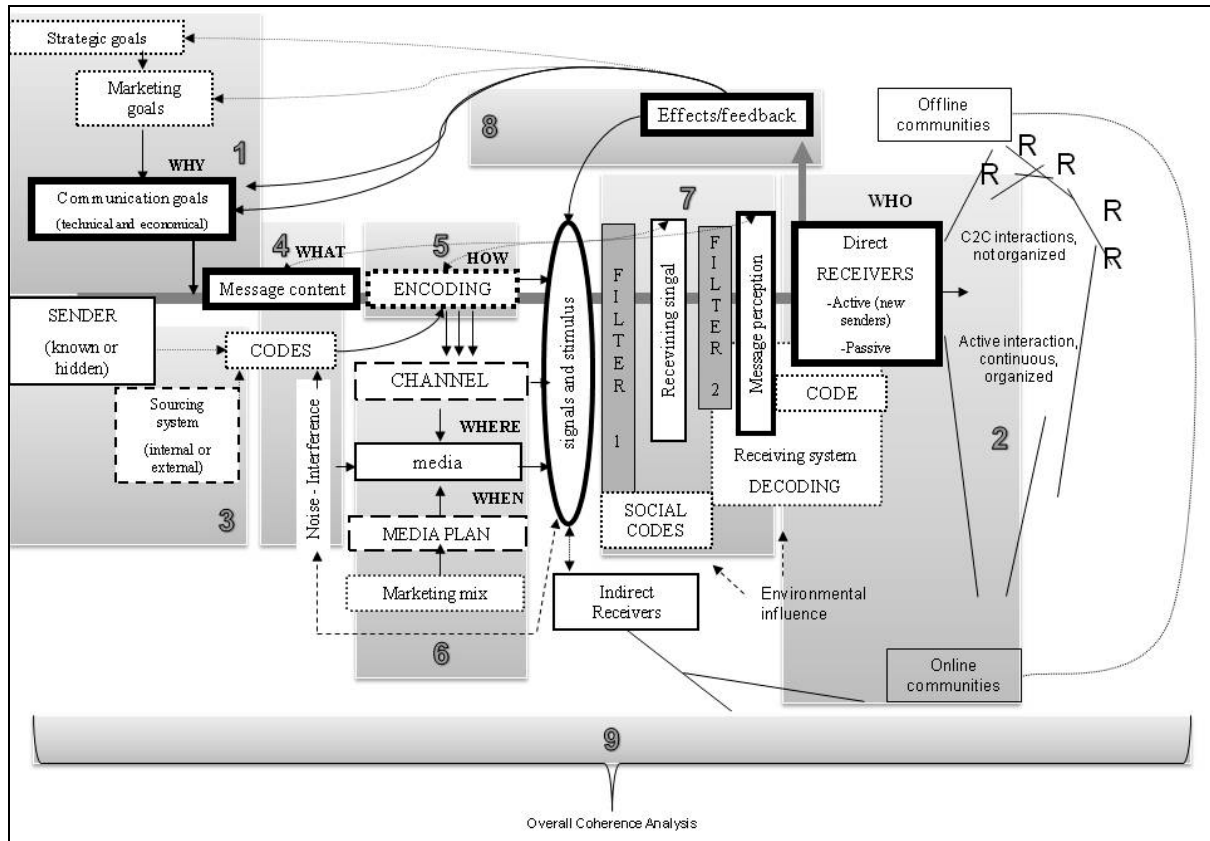 Strategic goals
Marketing
goals
1
WHY
Communication goals
(technical and economical)
8
Effects/feedback
Offline
communities
R
R
R
R
7
WHO
4
WHAT
Message content
5
HOW
ENCODING
SENDER
(known or
hidden)
CODES
Sourcing
system
(internal or
external)
3
Noise - Interference
CHANNEL
WHERE
media
WHEN
MEDIA PLAN
Marketing mix
6
signals and stimulus
FILTER 1
Receivining singal
FILTER 2
Message perception
SOCIAL
CODES
Direct
RECEIVERS
-Active (new
senders)
-Passive
CODE
Receiving system
DECODING
C2C interactions,
not organized
Active interaction,
continuous,
organized
2
Indirect
Receivers
Environmental
influence
Online
communities
9
Overall Coherence Analysis